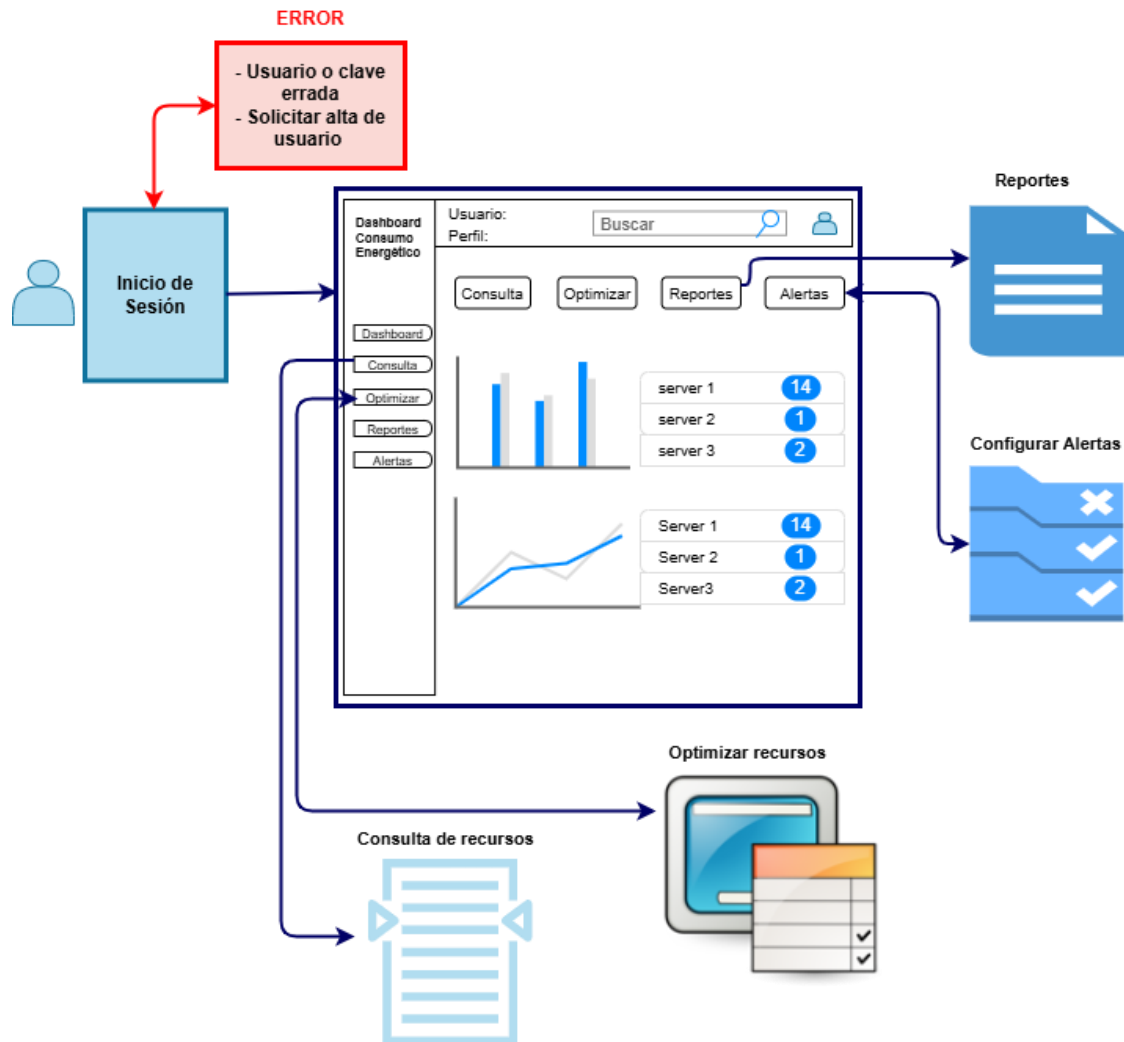 ERROR
- Usuario o clave
errada
- Solicitar alta de
usuario
Inicio de
Sesión
Dashboard
Consumo
Energético
Usuario:
Perfil:
Buscar
Consulta
Optimizar
Reportes
Alertas
Dashboard
Consulta
Optimizar
Reportes
Alertas
server 1 14
server 2 1
server 3 2
Server 1 14
Server 2 1
Server3 2
Reportes
Configurar Alertas
Optimizar recursos
Consulta de recursos